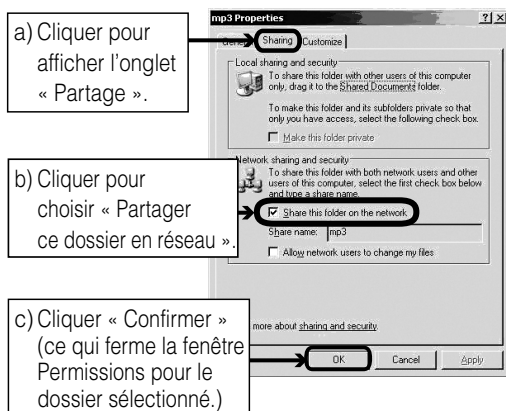 mp3 Properties
Sharing
Customize
a) Cliquer pour
afficher l'onglet
« Partage ».
Local sharing and security
To share this folder with other users of this computer
only, drag it to the Shared Documents folder.
To make this folder and its subfolders private so that
only you have access, select the following check box.
Make this folder private
Network sharing and security
To share this folder with both network users and other
users of this computer, select the first check box below
and type a share name.
b) Cliquer pour
choisir « Partager
ce dossier en réseau ».
Share this folder on the network
Share name: mp3
Allow network users to change my files
more about sharing and security.
c) Cliquer « Confirmer »
(ce qui ferme la fenêtre
Permissions pour le
dossier sélectionné.)
OK Cancel Apply